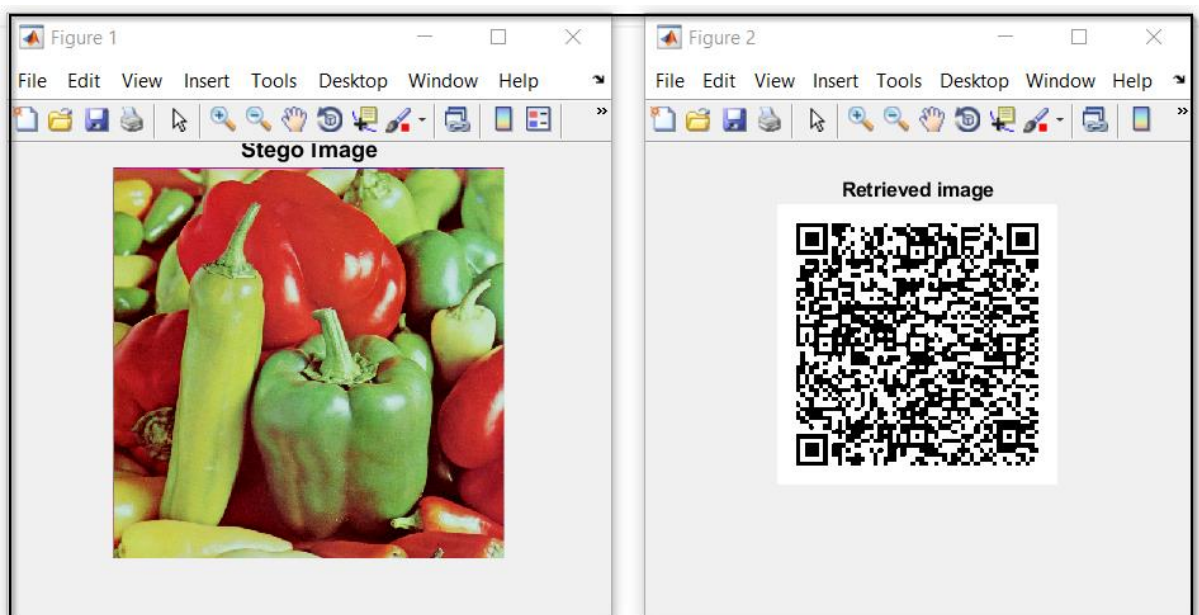 Figure 1
File Edit View Insert Tools Desktop Window Help
Stego Image
Figure 2
File Edit View Insert Tools Desktop Window Help
Retrieved image